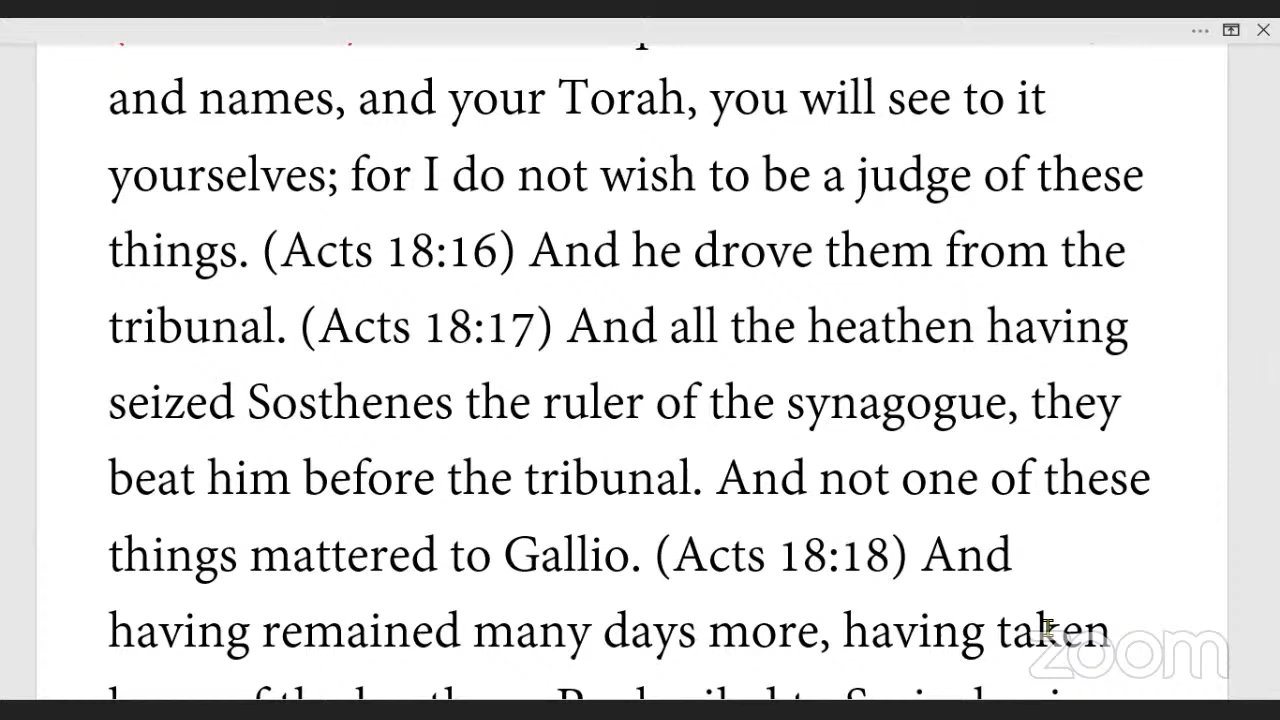 and names, and your Torah, you will see to it
yourselves; for I do not wish to be a judge of these
things. (Acts 18:16) And he drove them from the
tribunal. (Acts 18:17) And all the heathen having
seized Sosthenes the ruler of the synagogue, they
beat him before the tribunal. And not one of these
things mattered to Gallio. (Acts 18:18) And
having remained many days more, having taken
zoom